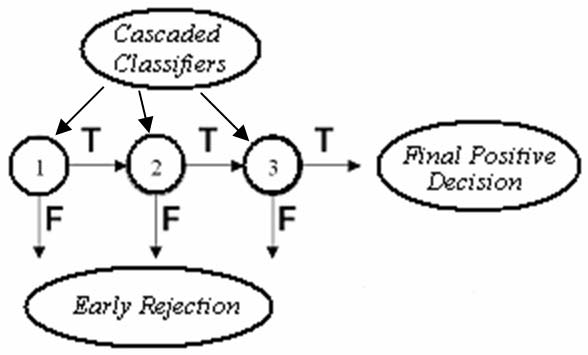 Cascaded
Classifiers
T T T
1 2 3
Final Positive
Decision
F F F
Early Rejection